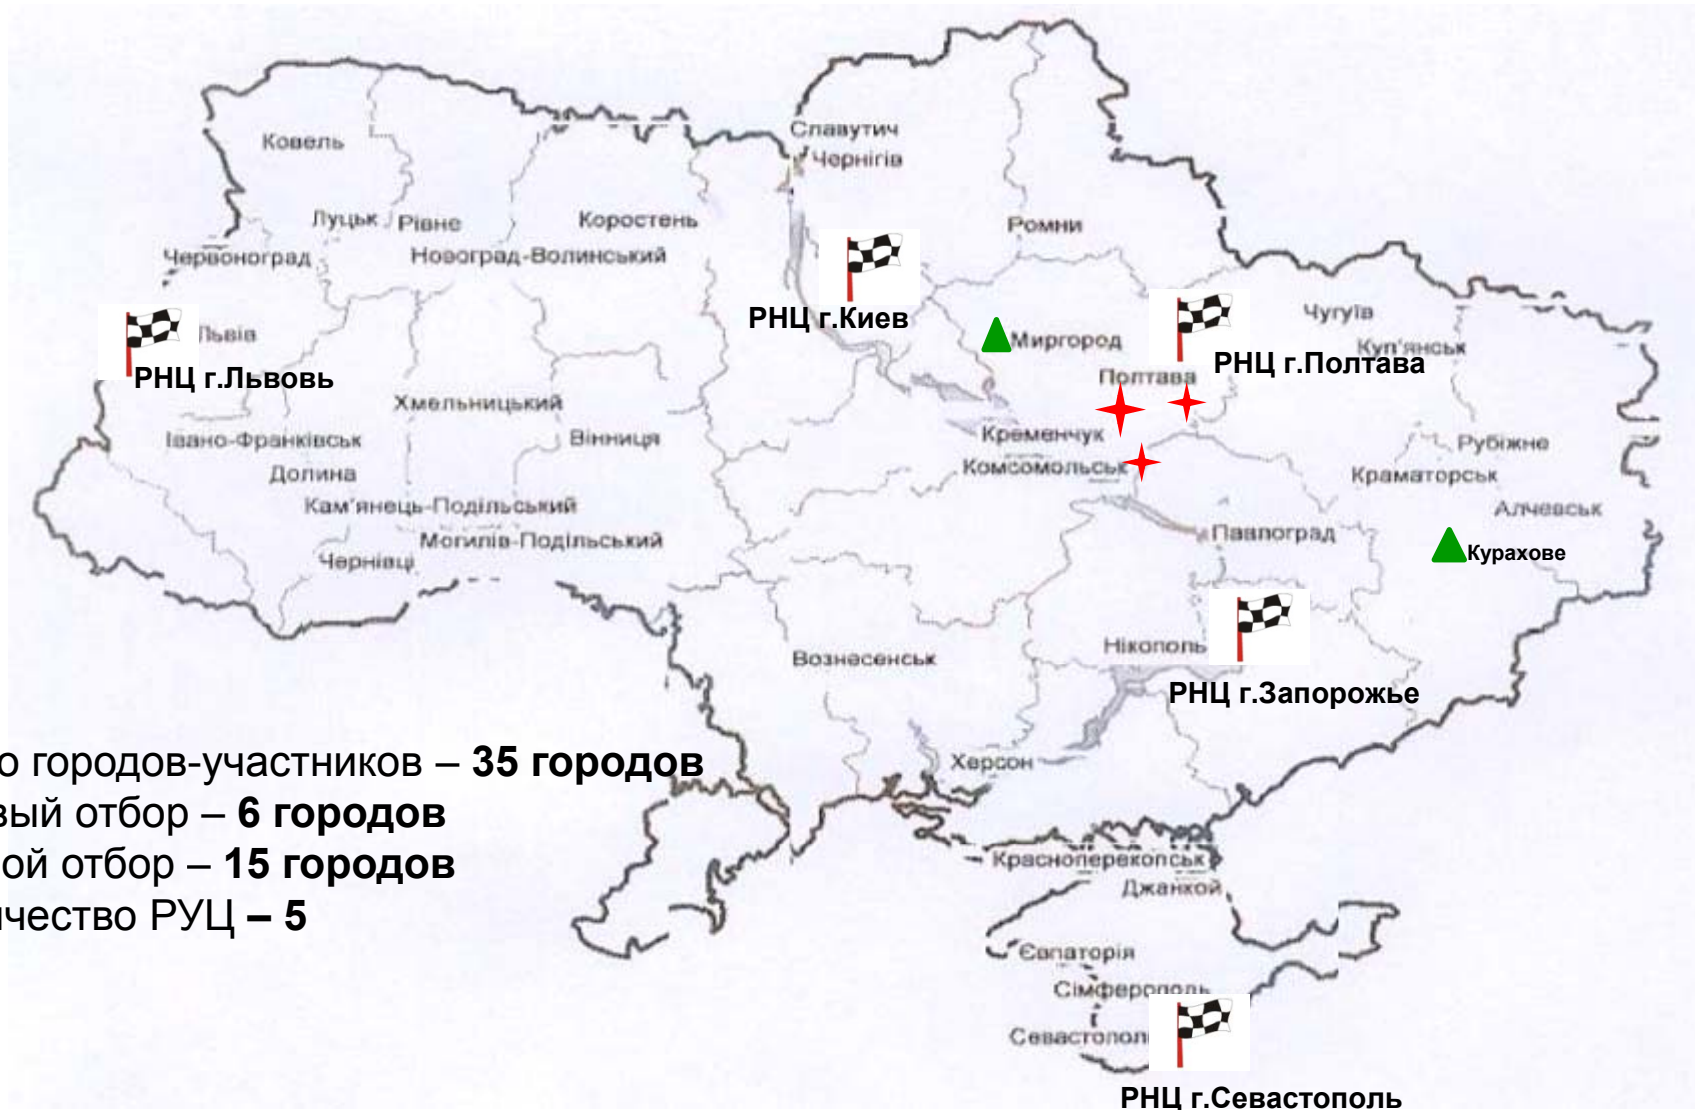 Славутич
Чернігів
Ковель
Луцьк
Рівне
Коростень
Ромни
Червоноград
Новоград-Волинський
Чугуїв
РНЦ г.Киев
Львів
Миргород
Куп'янськ
РНЦ г.Львовь
Полтава
РНЦ г.Полтава
Хмельницький
Івано-Франківськ
Вінниця
Кременчук
Рубіжне
Долина
Комсомольськ
Краматорськ
Кам'янець-Подільський
Алчевськ
Могилів-Подільський
Павлоград
Чернівці
Курахове
Вознесенськ
Нікополь
РНЦ г.Запорожье
Херсон
о городов-участников – 35 городов
вый отбор – 6 городов
ой отбор – 15 городов
чество РУЦ – 5
Красноперекопськ
Джанкой
Євпаторія
Сімферополь
Севастопол
РНЦ г.Севастополь